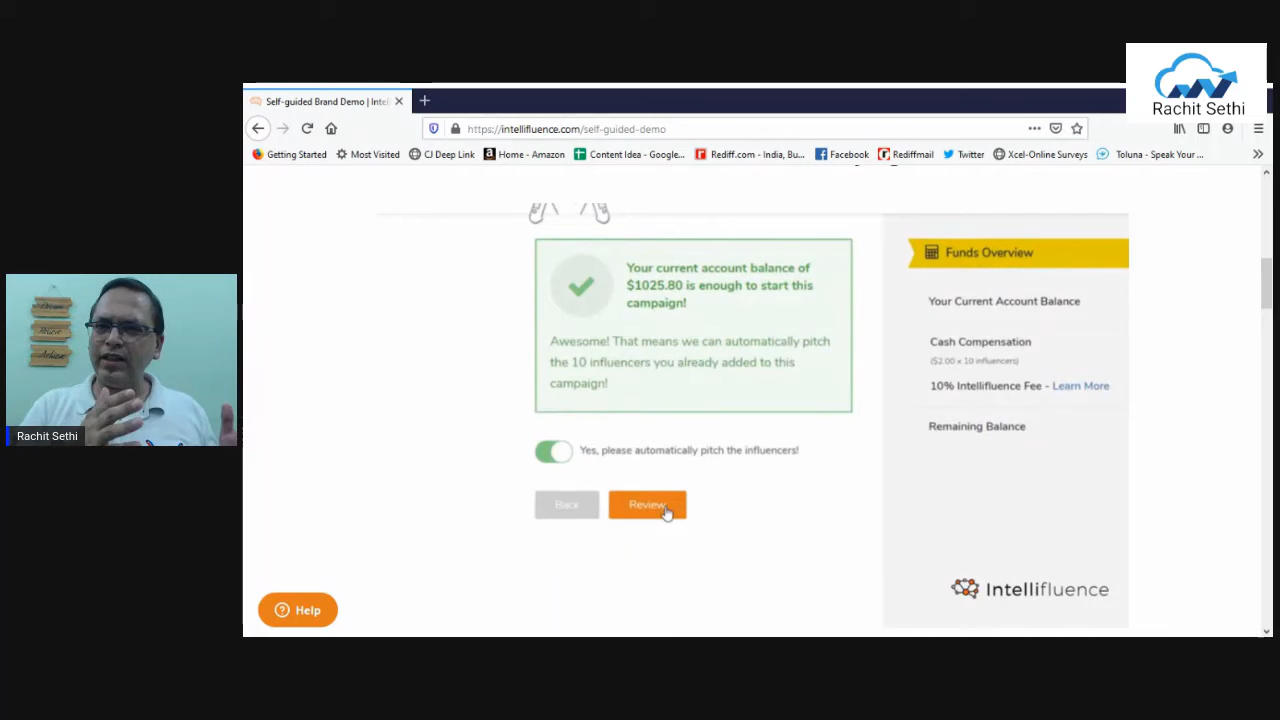 Rachit Sethi
Self-guided Brand Demo | Intel
https://intellifluence.com/self-guided-demo
Getting Started
Most Visited
CJ Deep Link
Home - Amazon
Content Idea - Google...
Rediff.com - India, Bu...
Facebook
Rediffmail
Twitter
Xcel-Online Surveys
Toluna - Speak Your ...
Your current account balance of
$1025.80 is enough to start this
campaign!
Awesome! That means we can automatically pitch
the 10 influencers you already added to this
campaign!
Yes, please automatically pitch the influencers!
Back
Review
Funds Overview
Your Current Account Balance
Cash Compensation
($2.00 x 10 influencers)
10% Intellifluence Fee - Learn More
Remaining Balance
Intellifluence
Help
Dream
Believe
Achieve
Rachit Sethi